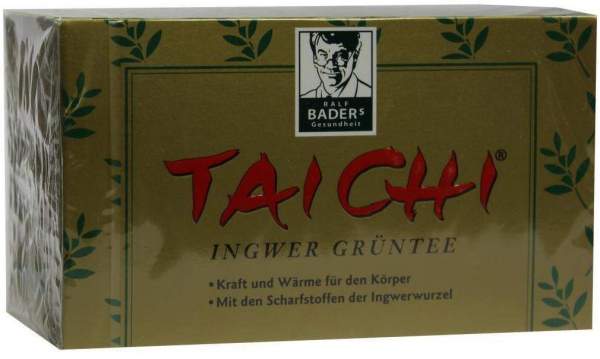 RALF
BADERs
Gesundheit
TAI CHI®
INGWER GRÜNTEE
• Kraft und Wärme für den Körper
• Mit den Scharfstoffen der Ingwerwurzel